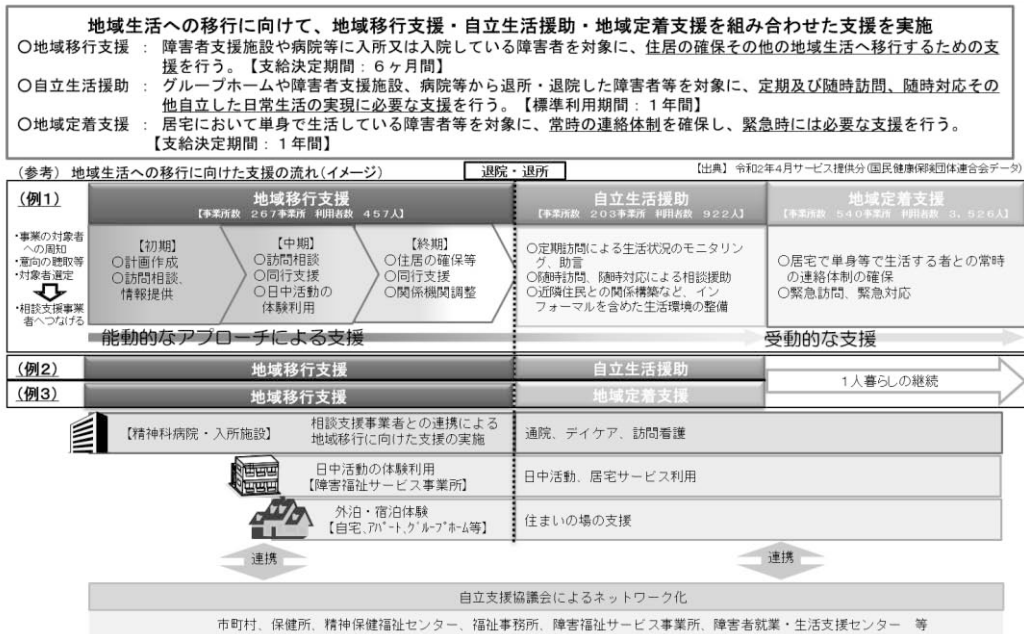 地域生活への移行に向けて、地域移行支援・自立生活援助・地域定着支援を組み合わせた支援を実施
○地域移行支援 ： 障害者支援施設や病院等に入所又は入院している障害者を対象に、住居の確保その他の地域生活へ移行するための支
援を行う。【支給決定期間：６ヶ月間】
○自立生活援助 ： グループホームや障害者支援施設、病院等から退所・退院した障害者等を対象に、定期及び随時訪問、随時対応その
他自立した日常生活の実現に必要な支援を行う。【標準利用期間：１年間】
○地域定着支援 ： 居宅において単身で生活している障害者等を対象に、常時の連絡体制を確保し、緊急時には必要な支援を行う。
【支給決定期間：１年間】
（参考） 地域生活への移行に向けた支援の流れ（イメージ）
退院・退所
【出典】 令和２年４月サービス提供分（国民健康保険団体連合会データ）
（例１）
・事業の対象者
への周知
・意向の聴取等
・対象者選定
・相談支援事業
者へつなげる
地域移行支援
【事業所数 ２６７事業所 利用者数 ４５７人】
【初期】
○計画作成
○訪問相談、
情報提供
【中期】
○訪問相談
○同行支援
○日中活動の
体験利用
【終期】
○住居の確保等
○同行支援
○関係機関調整
自立生活援助
【事業所数 ２０３事業所 利用者数 ９２２人】
○定期訪問による生活状況のモニタリン
グ、助言
○随時訪問、随時対応による相談援助
○近隣住民との関係構築など、イン
フォーマルを含めた生活環境の整備
地域定着支援
【事業所数 ５４０事業所 利用者数 ３，５２６人】
○居宅で単身等で生活する者との常時
の連絡体制の確保
○緊急訪問、緊急対応
能動的なアプローチによる支援
受動的な支援
（例２）
地域移行支援
自立生活援助
１人暮らしの継続
（例３）
地域移行支援
地域定着支援
【精神科病院・入所施設】
相談支援事業者との連携による
地域移行に向けた支援の実施
通院、デイケア、訪問看護
日中活動の体験利用
【障害福祉サービス事業所】
日中活動、居宅サービス利用
外泊・宿泊体験
【自宅、ｱﾊﾟｰﾄ、ｸﾞﾙｰﾌﾟﾎｰﾑ等】
住まいの場の支援
連携
連携
自立支援協議会によるネットワーク化
市町村、保健所、精神保健福祉センター、福祉事務所、障害福祉サービス事業所、障害者就業・生活支援センター 等